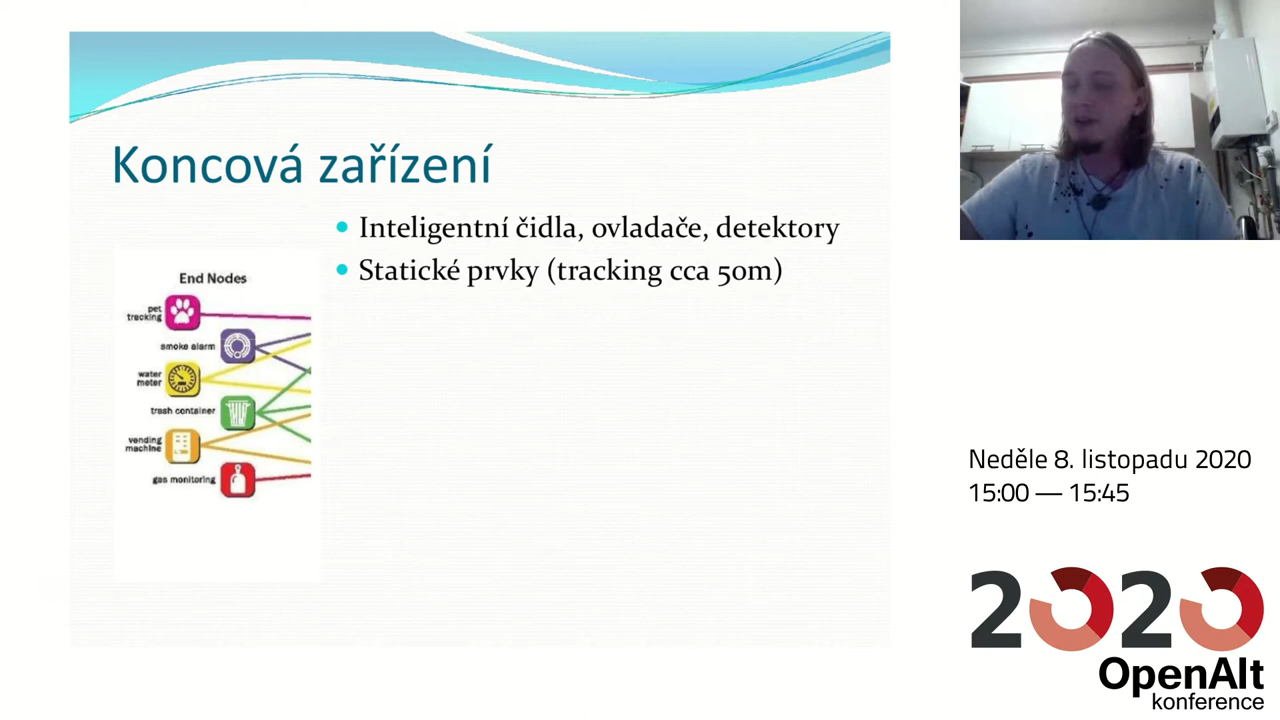 Koncová zařízení
Inteligentní čidla, ovladače, detektory
Statické prvky (tracking cca 50m)
End Nodes
pet
tracking
smoke alarm
water
meter
trash container
vending
machine
gas monitoring
Neděle 8. listopadu 2020
15:00 — 15:45
2020
OpenAlt
konference